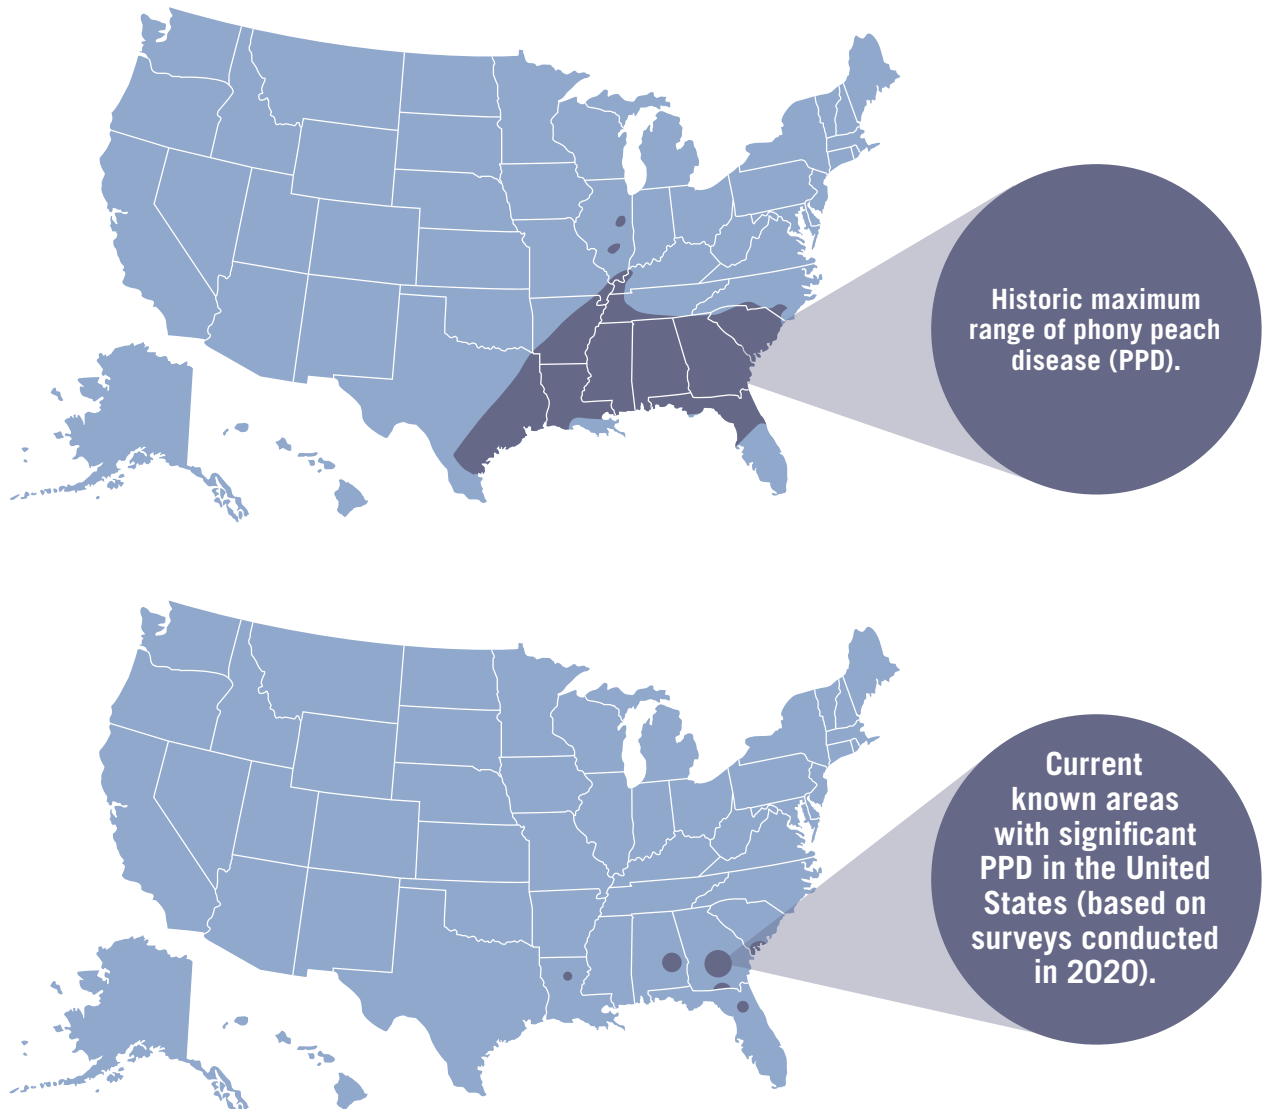 Historic maximum
range of phony peach
disease (PPD).
Current
known areas
with significant
PPD in the United
States (based on
surveys conducted
in 2020).